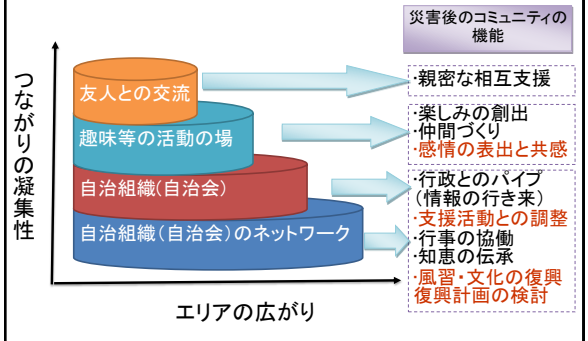 災害後のコミュニティの
機能
つながりの凝集性
友人との交流
趣味等の活動の場
自治組織(自治会)
自治組織(自治会)のネットワーク
エリアの広がり
・親密な相互支援
・楽しみの創出
・仲間づくり
・感情の表出と共感
・行政とのパイプ
(情報の行き来)
・支援活動との調整
・行事の協働
・知恵の伝承
・風習・文化の復興
復興計画の検討